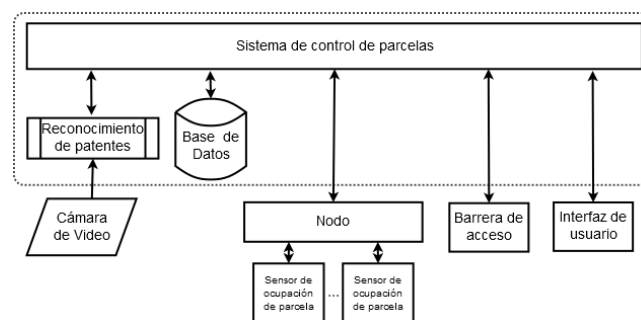 Sistema de control de parcelas
Reconocimiento
de patentes
Base de
Datos
Cámara
de Video
Nodo
Barrera de
acceso
Interfaz de
usuario
Sensor de
ocupación
de parcela
...
Sensor de
ocupación
de parcela